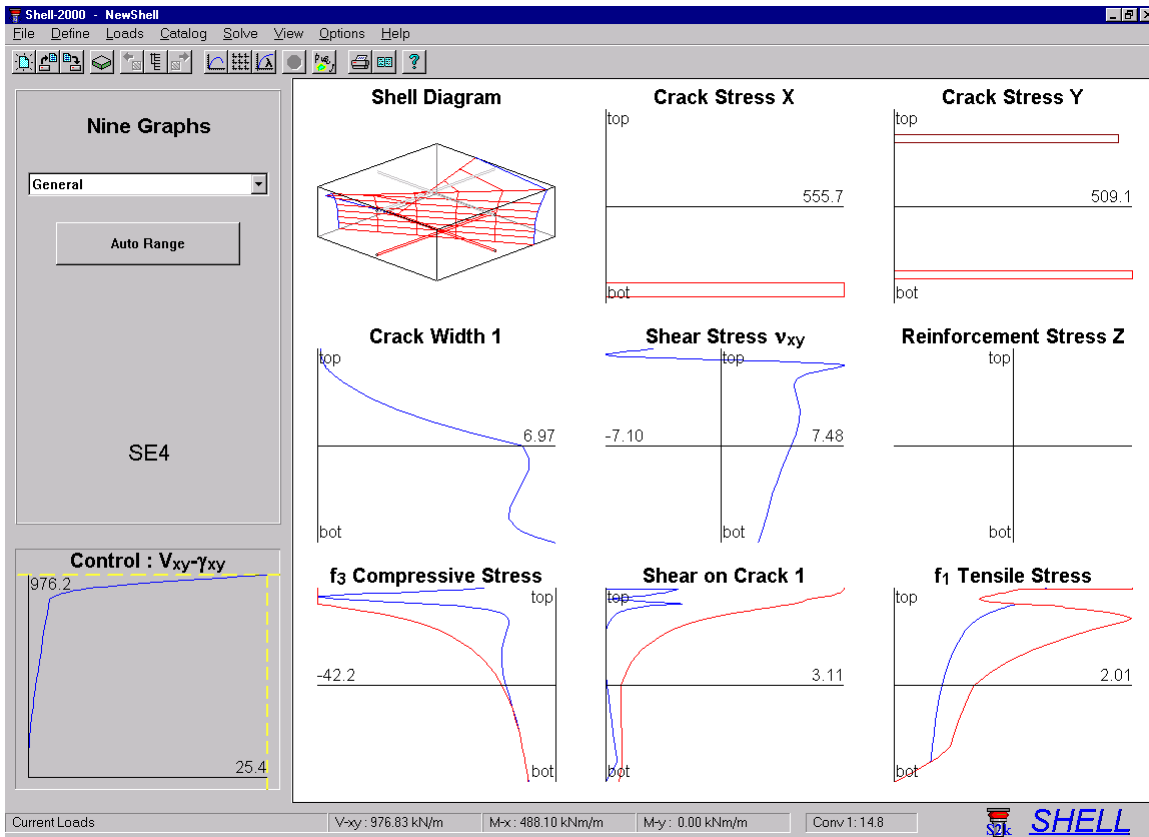 Shell-2000 - NewShell
File Define Loads Catalog Solve View Options Help
Nine Graphs
General
Auto Range
SE4
Control : Vxy-γxy
976.2
25.4
Shell Diagram
Crack Stress X
top
555.7
bot
Crack Stress Y
top
509.1
bot
Crack Width 1
top
6.97
bot
Shear Stress vxy
top
-7.10
7.48
bot
Reinforcement Stress Z
top
bot
f3 Compressive Stress
top
-42.2
bot
Shear on Crack 1
top
3.11
bot
f1 Tensile Stress
top
2.01
bot
Current Loads
V-xy : 976.83 kN/m
M-x : 488.10 kNm/m
M-y : 0.00 kNm/m
Conv 1: 14.8
S2k
SHELL